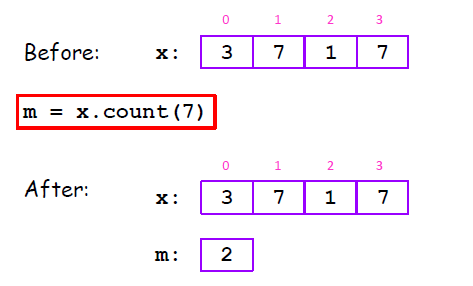 0 1 2 3
Before: x: 3 7 1 7
m = x.count(7)
0 1 2 3
After: x: 3 7 1 7
m: 2